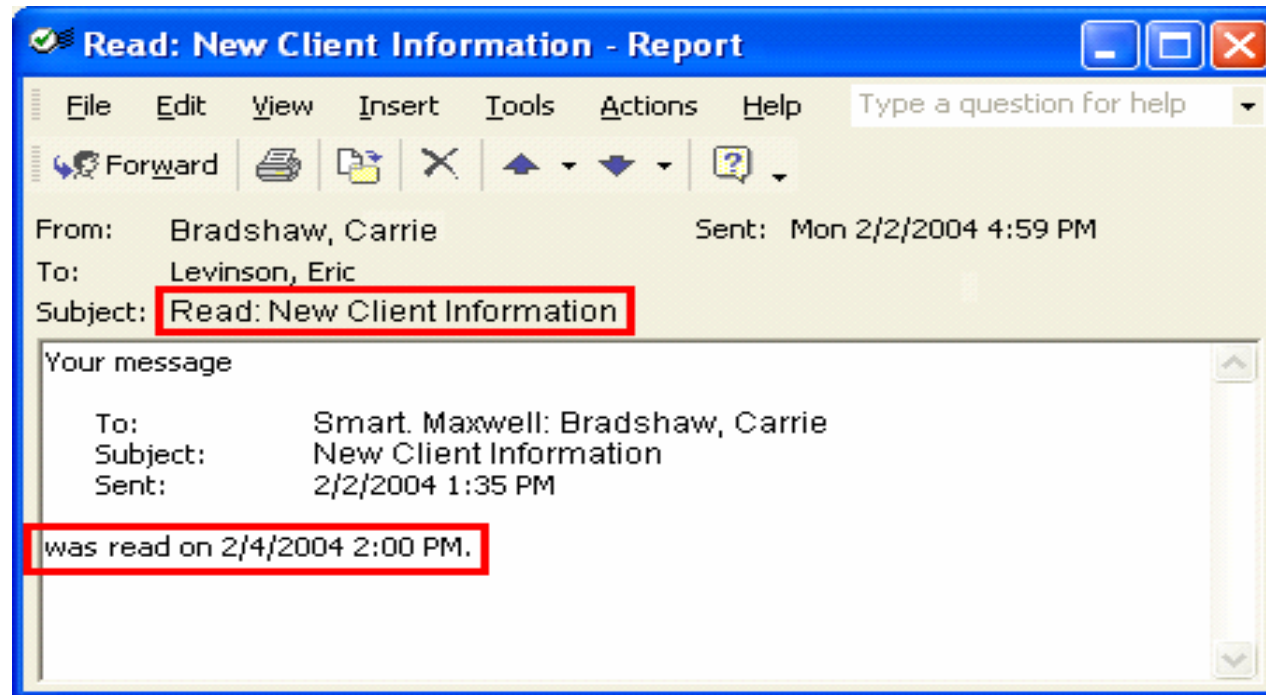 Read: New Client Information - Report
File Edit View Insert Tools Actions Help Type a question for help
Forward
From: Bradshaw, Carrie Sent: Mon 2/2/2004 4:59 PM
To: Levinson, Eric
Subject: Read: New Client Information
Your message
To: Smart. Maxwell: Bradshaw, Carrie
Subject: New Client Information
Sent: 2/2/2004 1:35 PM
was read on 2/4/2004 2:00 PM.